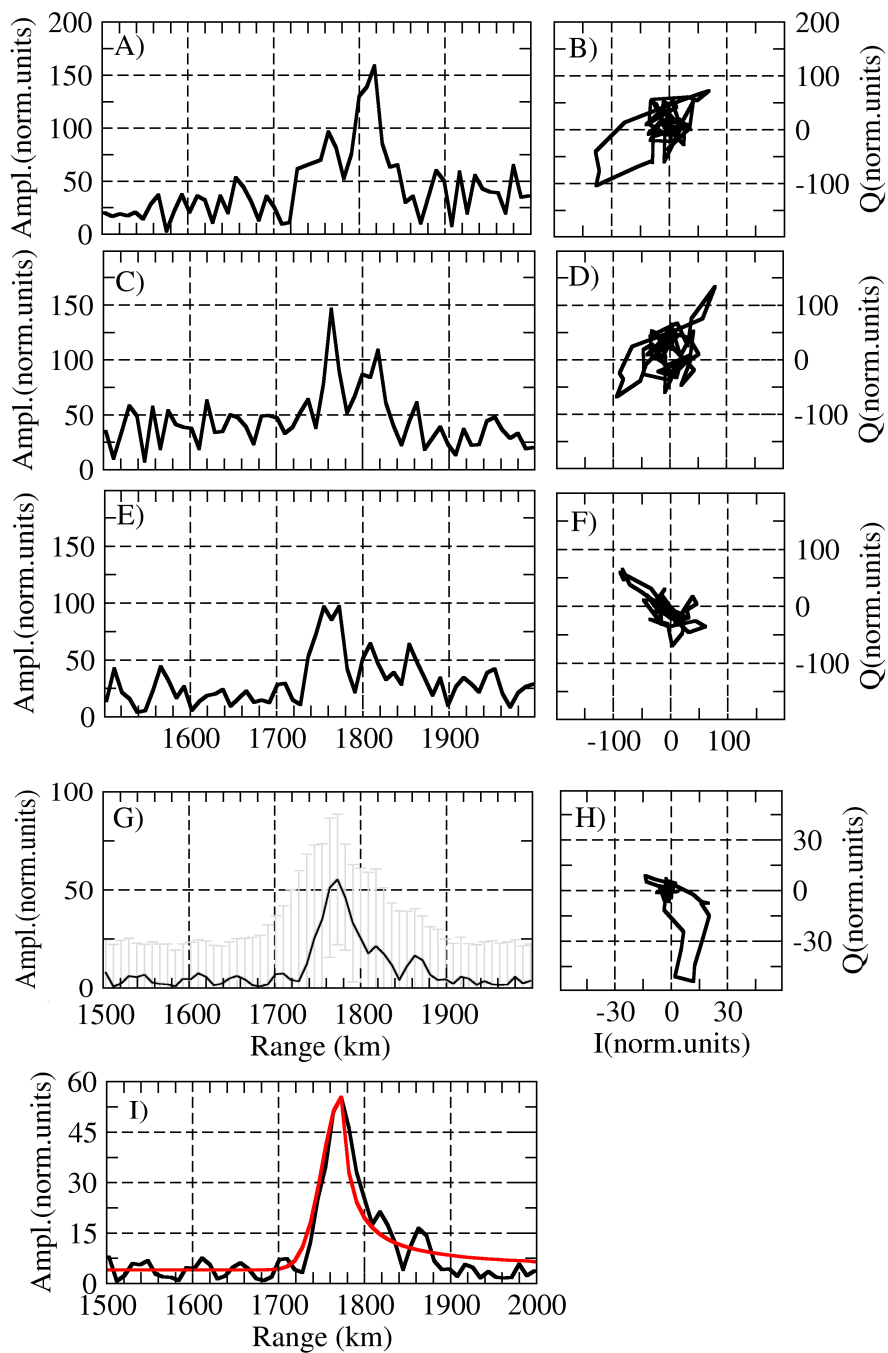 200
150
100
50
0
Ampl.(norm.units)
A)
B)
200
100
0
-100
Q(norm.units)
150
100
50
0
Ampl.(norm.units)
C)
D)
100
0
-100
Q(norm.units)
150
100
50
0
Ampl.(norm.units)
E)
F)
100
0
-100
Q(norm.units)
1600 1700 1800 1900
-100 0 100
100
50
0
Ampl.(norm.units)
G)
H)
30
0
-30
Q(norm.units)
1500 1600 1700 1800 1900
Range (km)
-30 0 30
I(norm.units)
60
45
30
15
0
Ampl.(norm.units)
I)
1500 1600 1700 1800 1900 2000
Range (km)